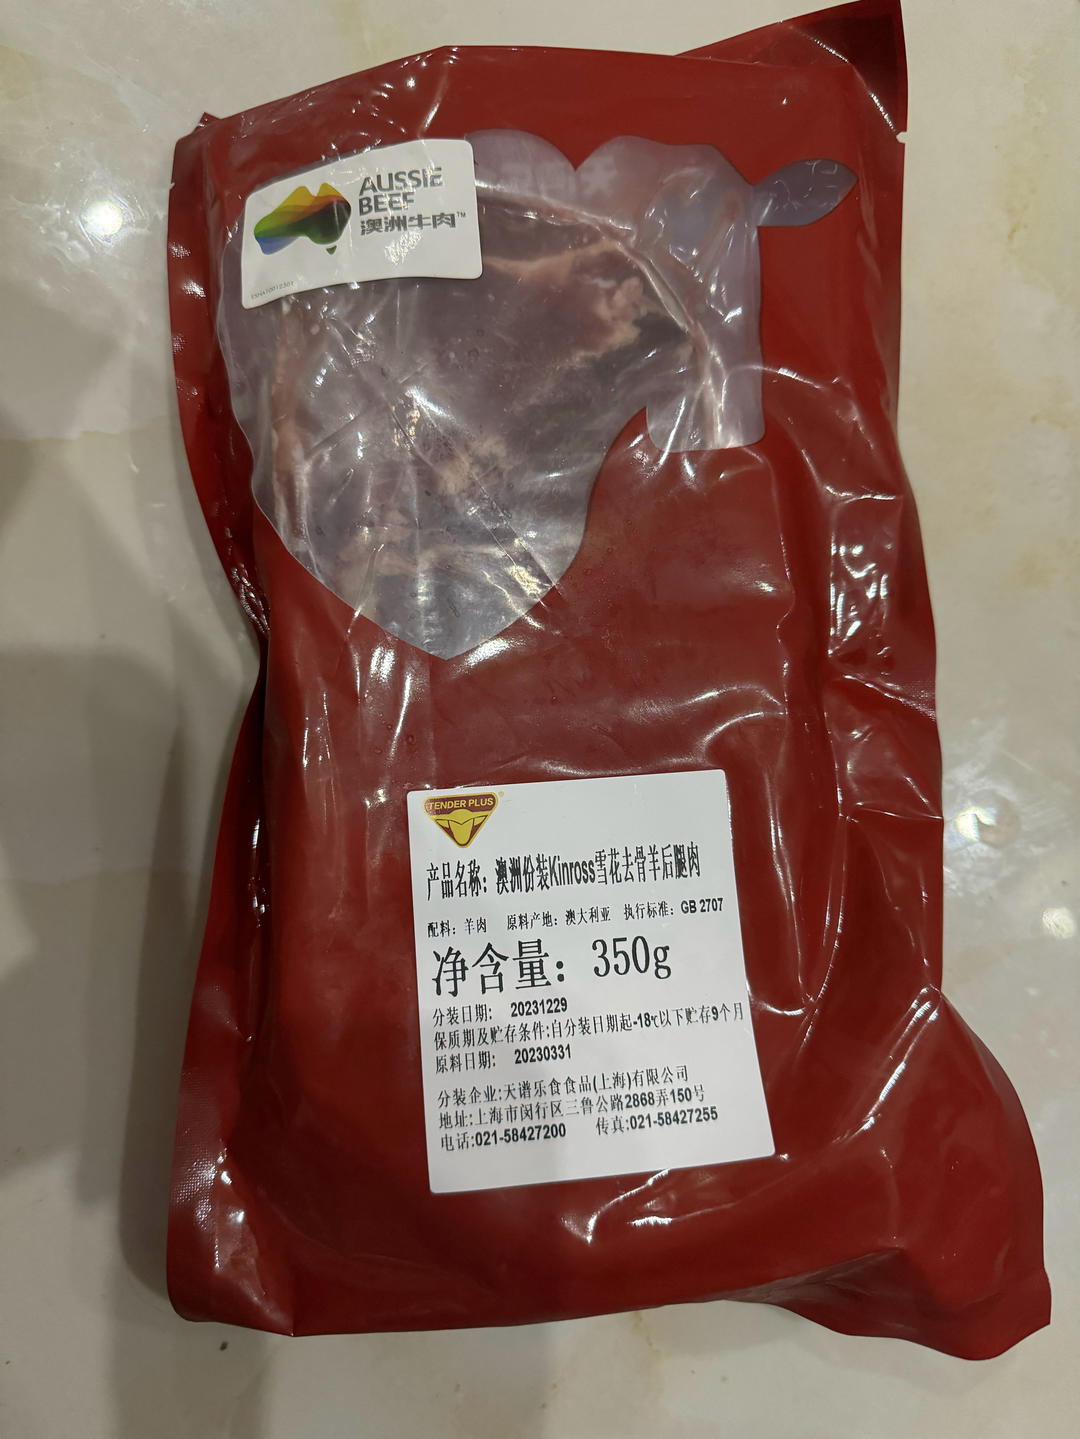 AUSSIE
BEEF
澳洲牛肉™
TENDER PLUS®
产品名称：澳洲份装Kinross雪花去骨羊后腿肉
配料：羊肉 原料产地：澳大利亚 执行标准：GB 2707
净含量：350g
分装日期： 20231229
保质期及贮存条件:自分装日期起-18℃以下贮存9个月
原料日期： 20230331
分装企业:天谱乐食食品(上海)有限公司
地址:上海市闵行区三鲁公路2868弄150号
电话:021-58427200 传真:021-58427255